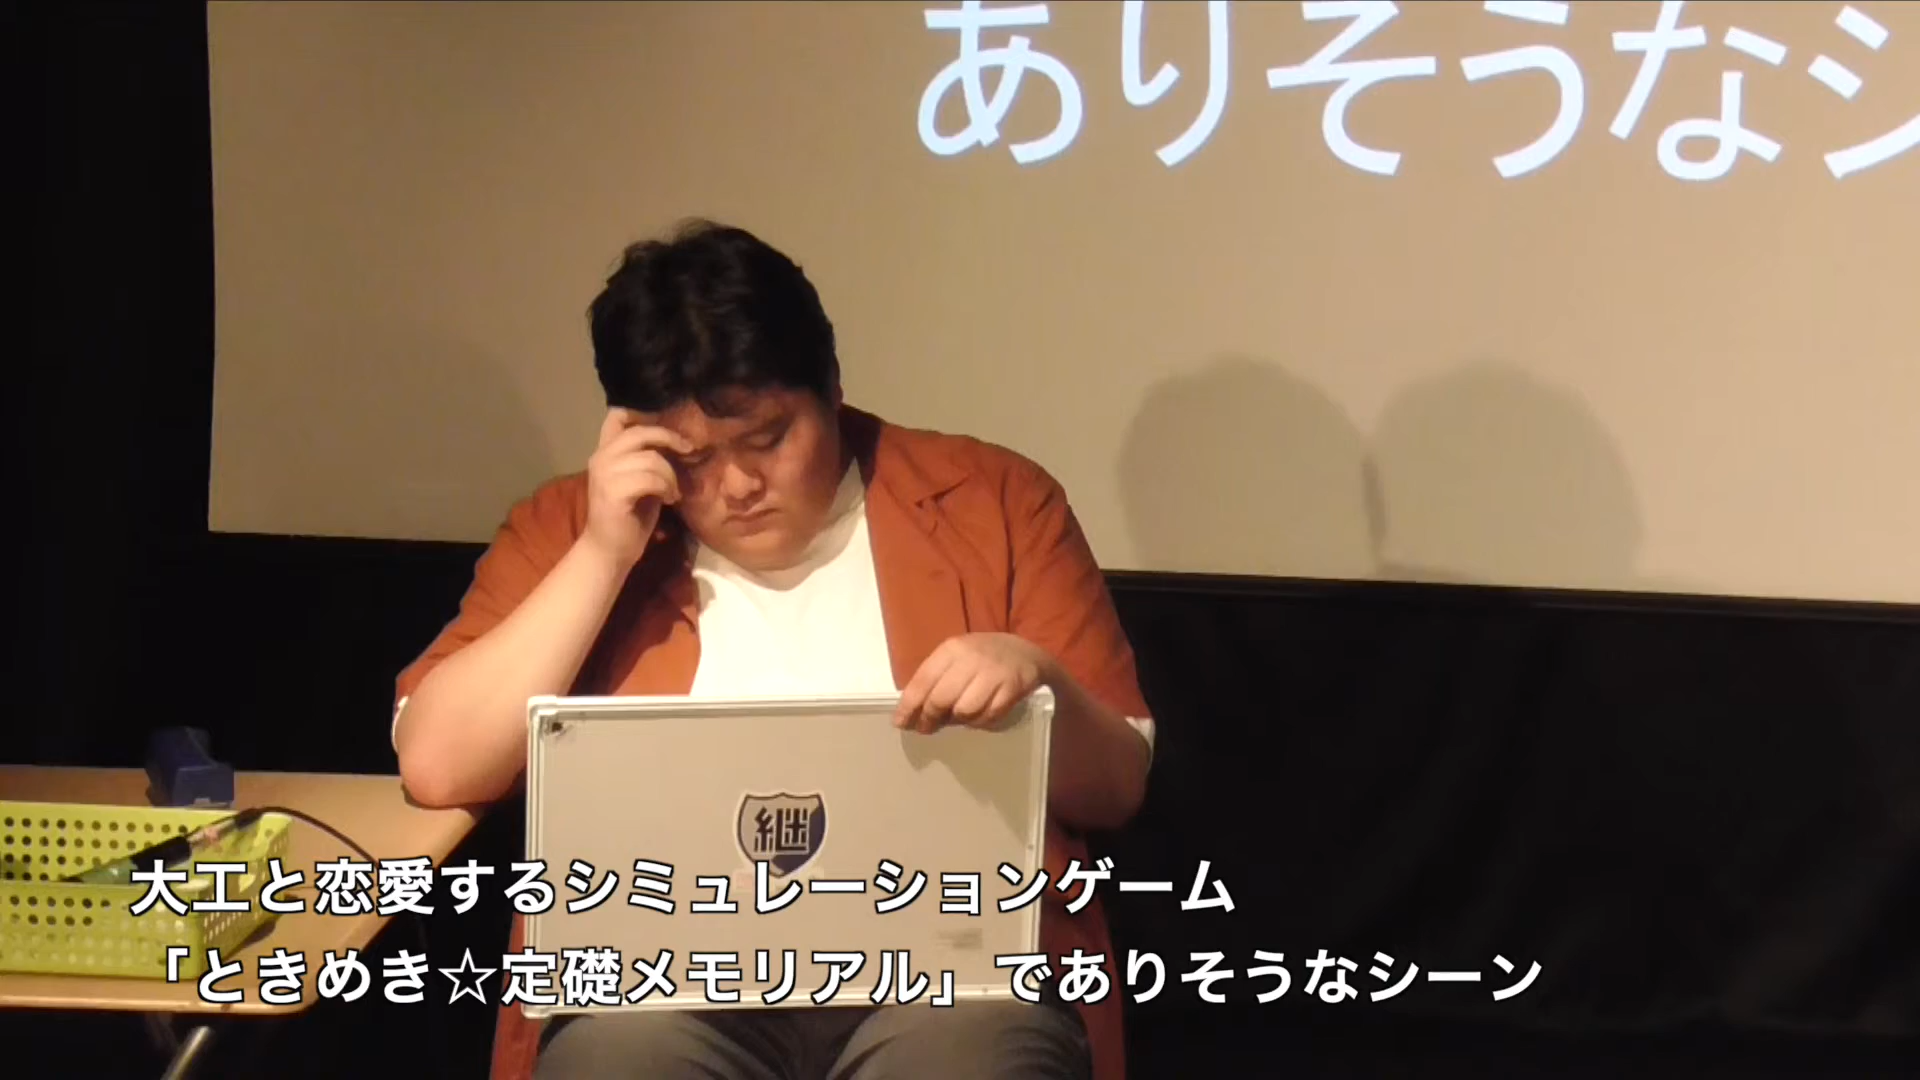 ありそうなシ
継
大工と恋愛するシミュレーションゲーム
「ときめき☆定礎メモリアル」でありそうなシーン